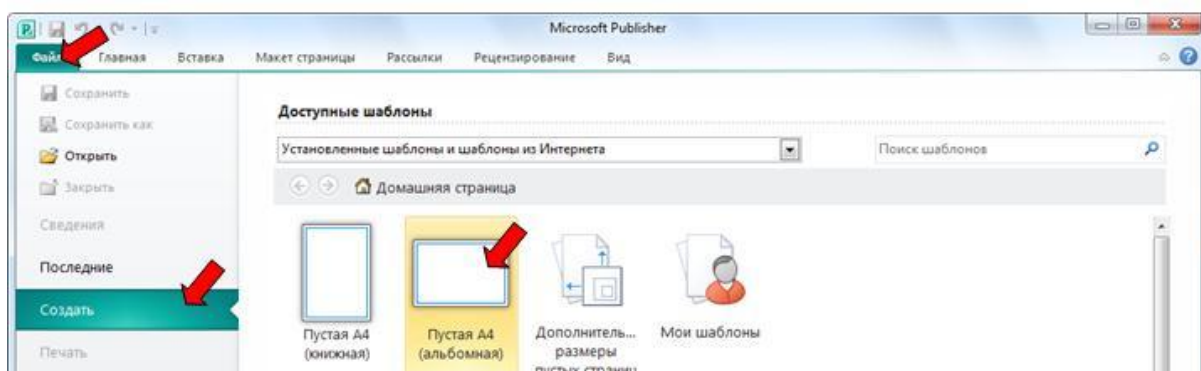 Microsoft Publisher
Файл Главная Вставка Макет страницы Рассылки Рецензирование Вид
Сохранить
Сохранить как
Открыть
Закрыть
Сведения
Последние
Создать
Печать
Доступные шаблоны
Установленные шаблоны и шаблоны из Интернета
Поиск шаблонов
Домашняя страница
Пустая A4
(книжная)
Пустая A4
(альбомная)
Дополнитель...
размеры
пустых страниц
Мои шаблоны